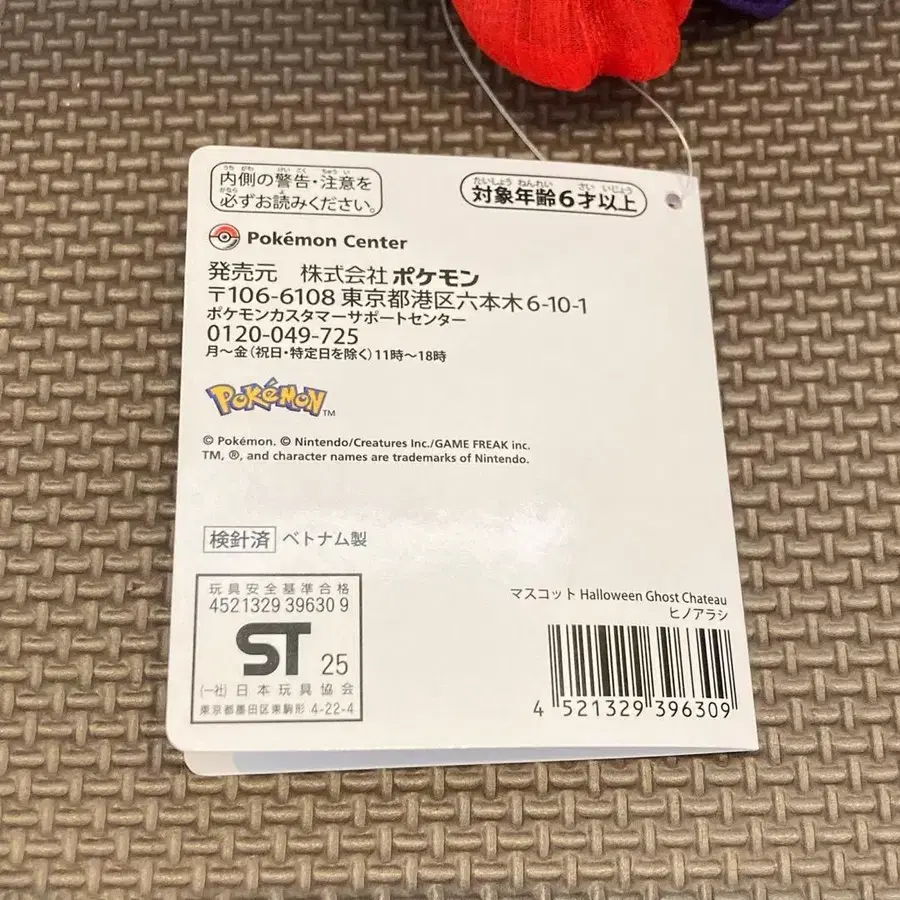 内側の警告・注意を
必ずお読みください。
対象年齢6才以上
Pokémon Center
発売元 株式会社ポケモン
〒106-6108 東京都港区六本木6-10-1
ポケモンカスタマーサポートセンター
0120-049-725
月～金(祝日・特定日を除く)11時～18時
POKéMON TM
© Pokémon. © Nintendo/Creatures Inc./GAME FREAK inc.
TM, ®, and character names are trademarks of Nintendo.
検針済 ベトナム製
玩具安全基準合格
4521329 39630 9
ST 25
(一社)日本玩具協会
東京都墨田区東駒形 4-22-4
マスコット Halloween Ghost Chateau
ヒノアラシ
4 521329 396309